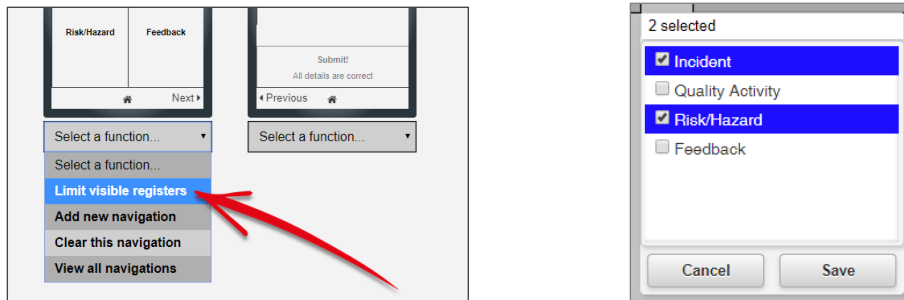 Risk/Hazard Feedback
Next
Select a function...
Select a function...
Limit visible registers
Add new navigation
Clear this navigation
View all navigations
Submit!
All details are correct
Previous
Select a function...
2 selected
Incident
Quality Activity
Risk/Hazard
Feedback
Cancel Save